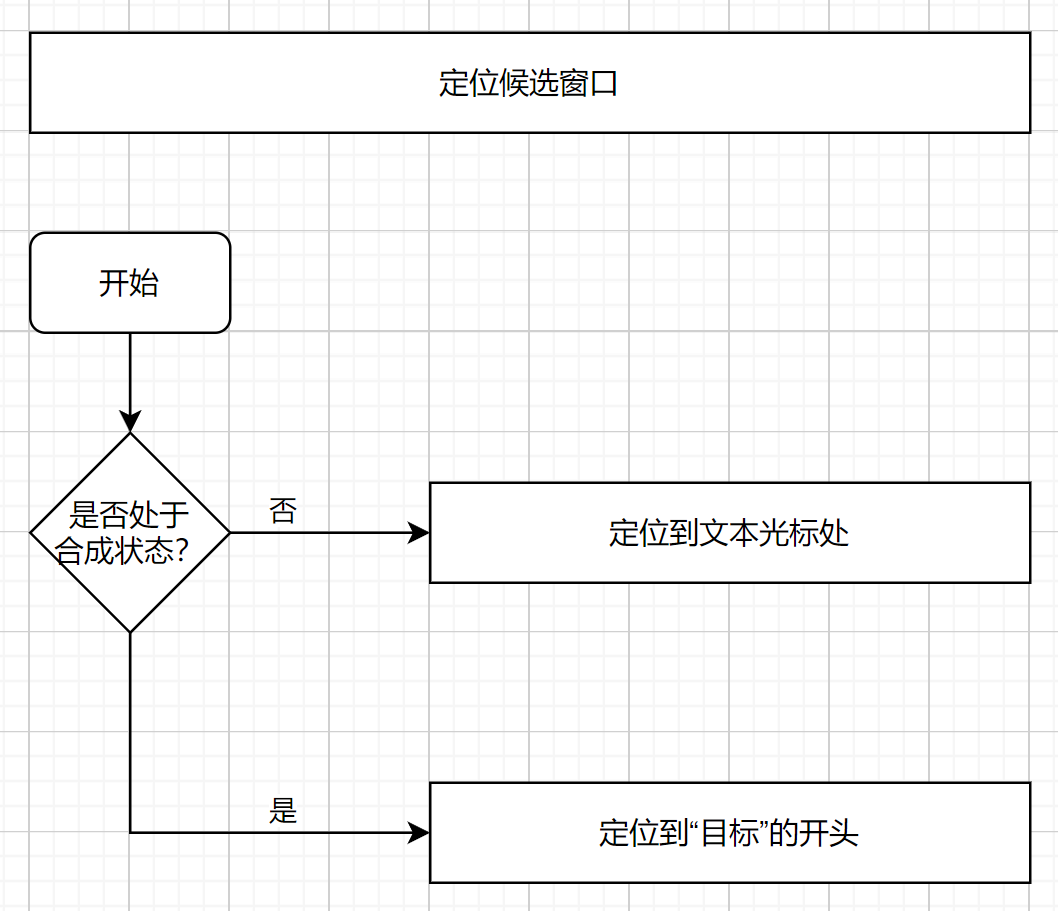 定位候选窗口
开始
是否处于
合成状态？
否
定位到文本光标处
是
定位到“目标”的开头